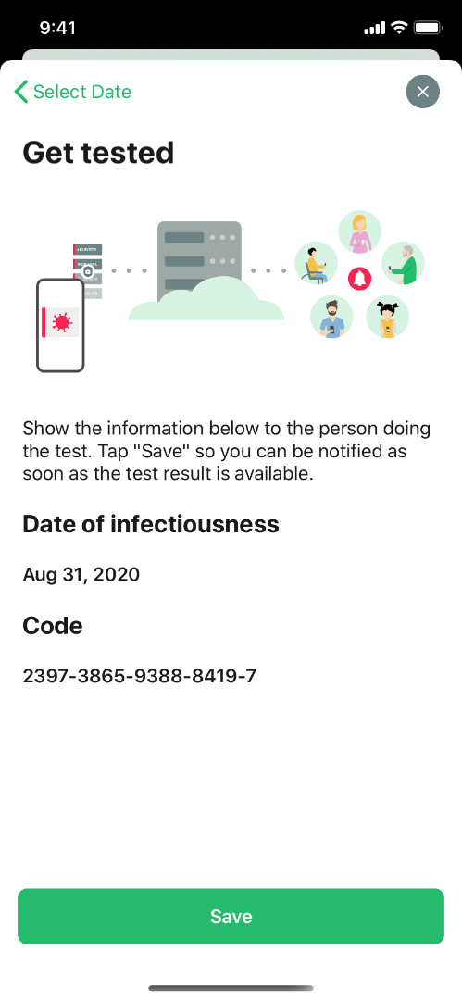 9:41
Select Date
Get tested
Show the information below to the person doing
the test. Tap "Save" so you can be notified as
soon as the test result is available.
Date of infectiousness
Aug 31, 2020
Code
2397-3865-9388-8419-7
Save